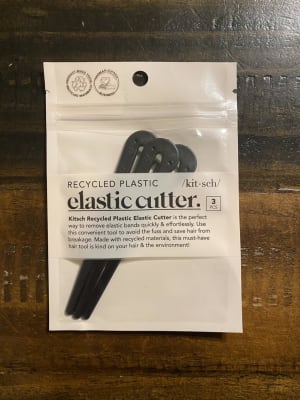 RECYCLED PLASTIC
/kit·sch/
elastic cutter.
3
PCS
Kitsch Recycled Plastic Elastic Cutter is the perfect
way to remove elastic bands quickly & effortlessly. Use
this convenient tool to avoid the fuss and save hair from
breakage. Made with recycled materials, this must-have
hair tool is kind on your hair & the environment!